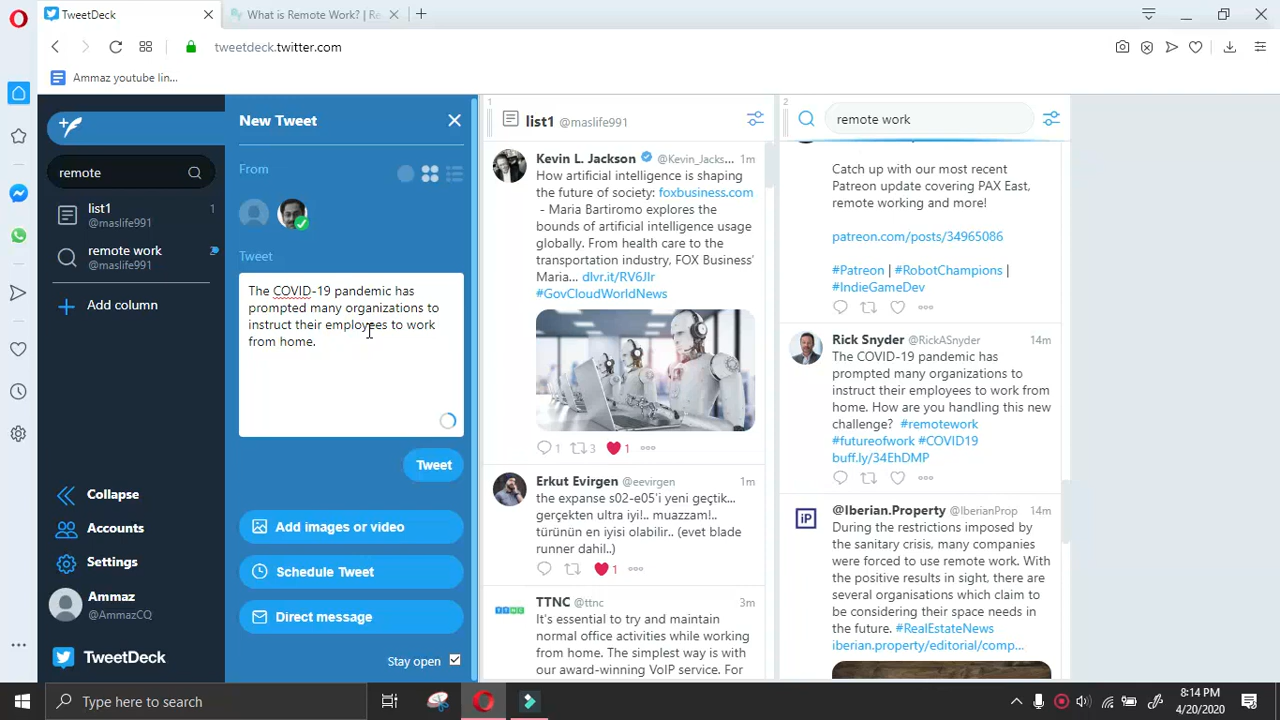 TweetDeck
What is Remote Work? | Re
tweetdeck.twitter.com
Ammaz youtube lin...
remote
list1
@maslife991
1
remote work
@maslife991
Add column
Collapse
Accounts
Settings
Ammaz
@AmmazCQ
TweetDeck
New Tweet
From
Tweet
The COVID-19 pandemic has
prompted many organizations to
instruct their employees to work
from home.
Tweet
Add images or video
Schedule Tweet
Direct message
Stay open
1
list1 @maslife991
Kevin L. Jackson @Kevin_Jacks... 1m
How artificial intelligence is shaping
the future of society: foxbusiness.com
- Maria Bartiromo explores the
bounds of artificial intelligence usage
globally. From health care to the
transportation industry, FOX Business'
Maria... dlvr.it/RV6Jlr
#GovCloudWorldNews
1 3 1
Erkut Evirgen @eevirgen 1m
the expanse s02-e05'i yeni geçtik...
gerçekten ultra iyi!.. muazzam!..
türünün en iyisi olabilir.. (evet blade
runner dahil..)
1
TTNC @ttnc 3m
It's essential to try and maintain
normal office activities while working
from home. The simplest way is with
our award-winning VoIP service. For
2
remote work
Catch up with our most recent
Patreon update covering PAX East,
remote working and more!
patreon.com/posts/34965086
#Patreon | #RobotChampions |
#IndieGameDev
Rick Snyder @RickASnyder 14m
The COVID-19 pandemic has
prompted many organizations to
instruct their employees to work from
home. How are you handling this new
challenge? #remotework
#futureofwork #COVID19
buff.ly/34EhDMP
iP
@Iberian.Property @IberianProp 14m
During the restrictions imposed by
the sanitary crisis, many companies
were forced to use remote work. With
the positive results in sight, there are
several organisations which claim to
be considering their space needs in
the future. #RealEstateNews
iberian.property/editorial/comp...
Type here to search
8:14 PM
4/20/2020